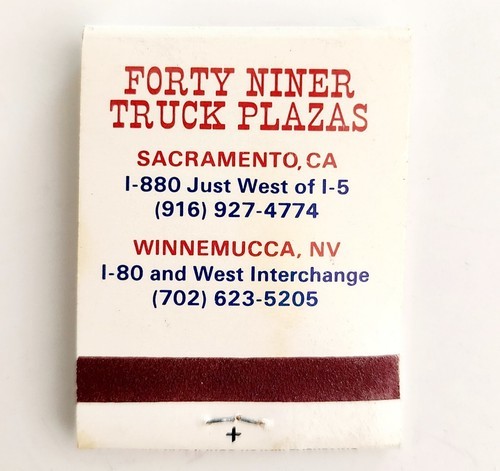 FORTY NINER
TRUCK PLAZAS
SACRAMENTO, CA
I-880 Just West of I-5
(916) 927-4774
WINNEMUCCA, NV
I-80 and West Interchange
(702) 623-5205
+